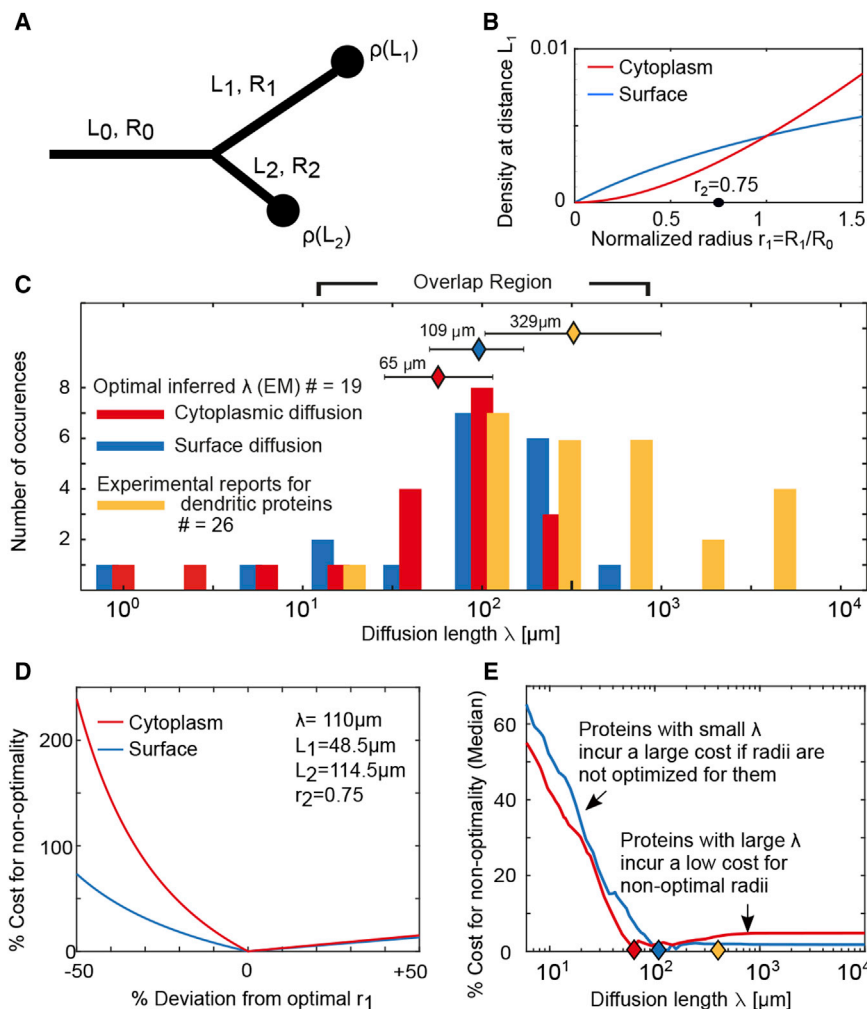 A
L0, R0
L1, R1
L2, R2
ρ(L1)
ρ(L2)
B
Density at distance L1
0.01
0
Cytoplasm
Surface
r2=0.75
0
0.5
1
1.5
Normalized radius r1=R1/R0
C
Overlap Region
109 μm
329μm
65 μm
Optimal inferred λ (EM) # = 19
Cytoplasmic diffusion
Surface diffusion
Experimental reports for
dendritic proteins
# = 26
Number of occurences
8
6
4
2
10^0
10^1
10^2
10^3
10^4
Diffusion length λ [μm]
D
% Cost for non-optimality
200
100
0
Cytoplasm
Surface
λ= 110μm
L1=48.5μm
L2=114.5μm
r2=0.75
-50
0
+50
% Deviation from optimal r1
E
% Cost for non-optimality (Median)
60
40
20
0
Proteins with small λ
incur a large cost if radii are
not optimized for them
Proteins with large λ
incur a low cost for
non-optimal radii
10^1
10^2
10^3
10^4
Diffusion length λ [μm]